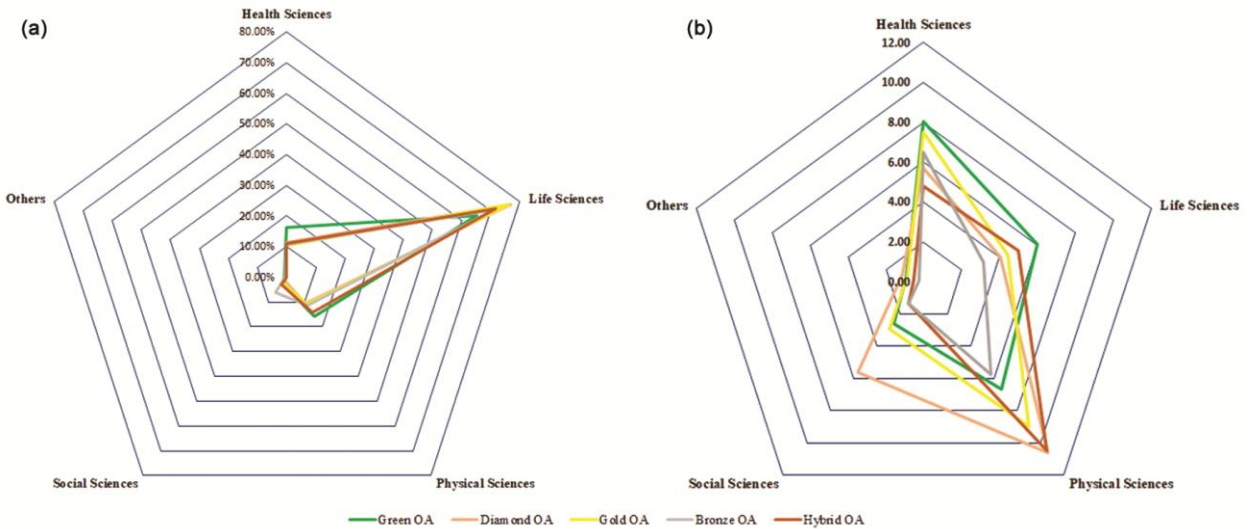 (a)
Health Sciences
80.00%
70.00%
60.00%
50.00%
40.00%
30.00%
20.00%
10.00%
0.00%
Others
Life Sciences
Social Sciences
Physical Sciences
(b)
Health Sciences
12.00
10.00
8.00
6.00
4.00
2.00
0.00
Others
Life Sciences
Social Sciences
Physical Sciences
Green OA Diamond OA Gold OA Bronze OA Hybrid OA